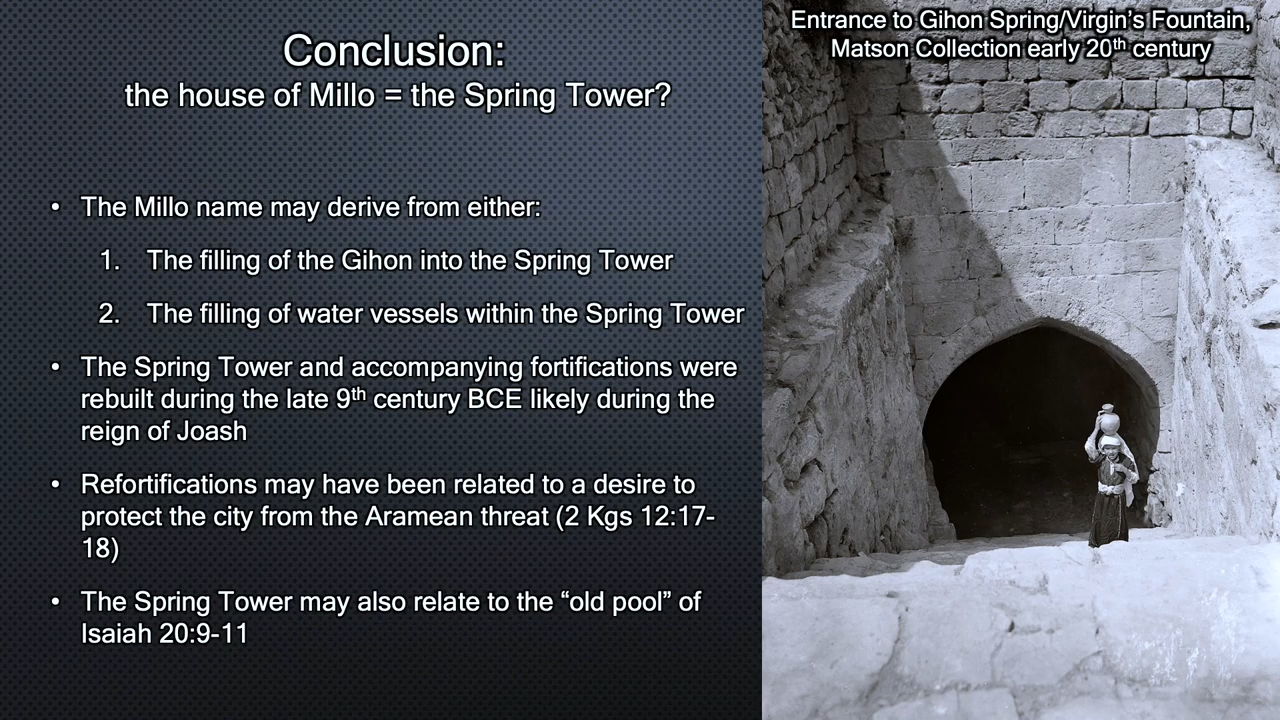 Conclusion:
the house of Millo = the Spring Tower?
• The Millo name may derive from either:
1. The filling of the Gihon into the Spring Tower
2. The filling of water vessels within the Spring Tower
• The Spring Tower and accompanying fortifications were
rebuilt during the late 9th century BCE likely during the
reign of Joash
• Refortifications may have been related to a desire to
protect the city from the Aramean threat (2 Kgs 12:17-
18)
• The Spring Tower may also relate to the “old pool” of
Isaiah 20:9-11
Entrance to Gihon Spring/Virgin’s Fountain,
Matson Collection early 20th century